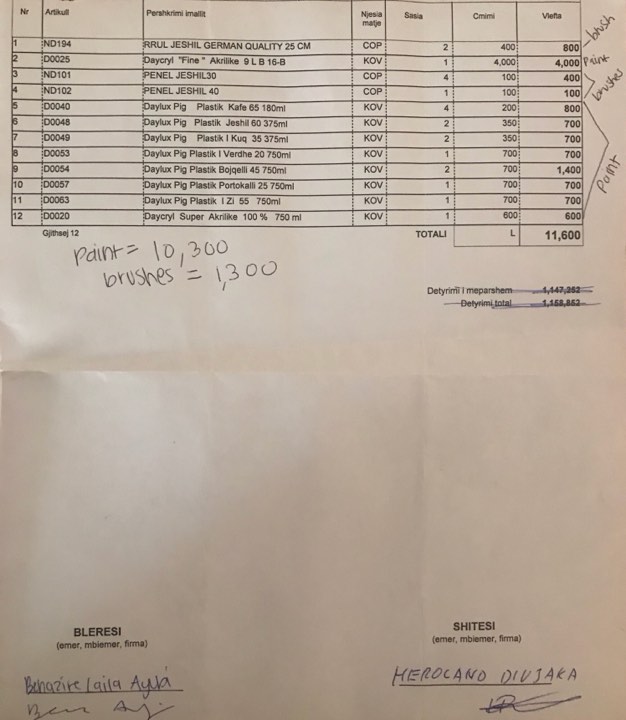 Nr Artikull Pershkrimi imallit Njesia matje Sasia Cmimi Vlefta
1 ND194 RRUL JESHIL GERMAN QUALITY 25 CM COP 2 400 800 brush
2 D0025 Daycryl "Fine" Akrilike 9 L B 16-B KOV 1 4,000 4,000 paint
3 ND101 PENEL JESHIL30 COP 4 100 400 brushes
4 ND102 PENEL JESHIL 40 COP 1 100 100
5 D0040 Daylux Pig Plastik Kafe 65 180ml KOV 4 200 800
6 D0048 Daylux Pig Plastik Jeshil 60 375ml KOV 2 350 700
7 D0049 Daylux Pig Plastik I Kuq 35 375ml KOV 2 350 700
8 D0053 Daylux Pig Plastik I Verdhe 20 750ml KOV 1 700 700
9 D0054 Daylux Pig Plastik Bojqelli 45 750ml KOV 2 700 1,400 paint
10 D0057 Daylux Pig Plastik Portokalli 25 750ml KOV 1 700 700
11 D0063 Daylux Pig Plastik I Zi 55 750ml KOV 1 700 700
12 D0020 Daycryl Super Akrilike 100 % 750 ml KOV 1 600 600
Gjithsej 12 TOTALI L 11,600
paint = 10,300
brushes = 1,300
Detyrimi i meparshem 1,147,252
Detyrimi total 1,158,852
BLERESI
(emer, mbiemer, firma)
SHITESI
(emer, mbiemer, firma)
HEROLAND DIVJAKA